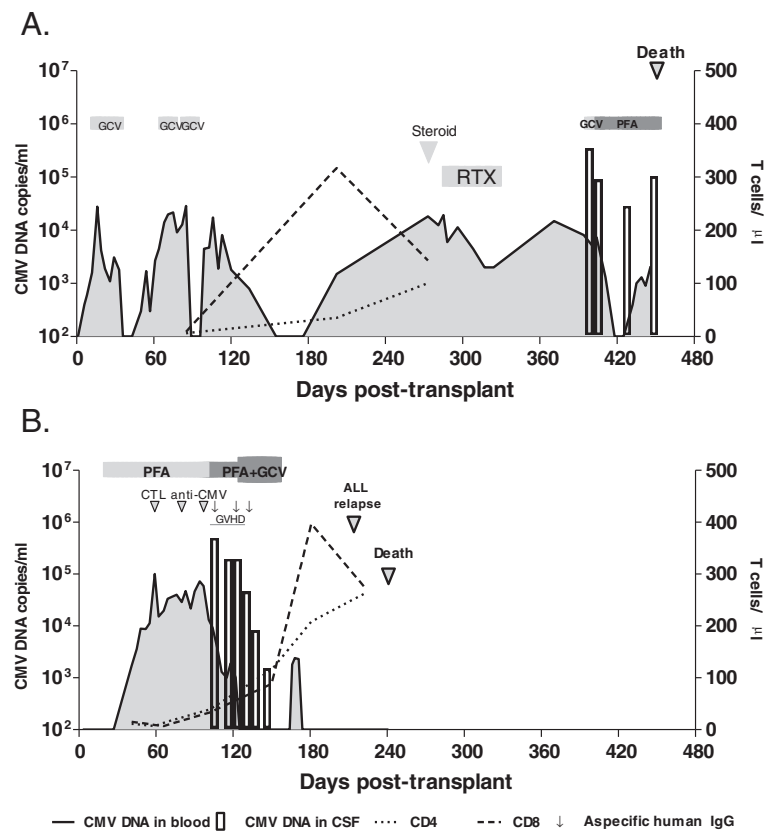 A.
Death
10⁷ 500
GCV GCV GCV GCV PFA
10⁶ 400
Steroid
RTX
10⁵ 300
10⁴ 200
10³ 100
10² 0
CMV DNA copies/ml
T cells/ µl
0 60 120 180 240 300 360 420 480
Days post-transplant
B.
10⁷ 500
PFA PFA+GCV
CTL anti-CMV ↓ ↓ ↓
GVHD
ALL
relapse
Death
10⁶ 400
10⁵ 300
10⁴ 200
10³ 100
10² 0
CMV DNA copies/ml
T cells/ µl
0 60 120 180 240 300 360 420 480
Days post-transplant
CMV DNA in blood CMV DNA in CSF CD4 CD8 ↓ Aspecific human IgG